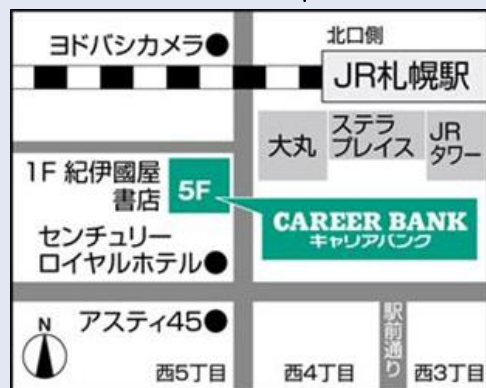 北口側
ヨドバシカメラ
JR札幌駅
大丸
ステラ
プレイス
JR
タワー
1F 紀伊國屋
書店
5F
CAREER BANK
キャリアバンク
センチュリー
ロイヤルホテル
N
アスティ45
駅前通り
西5丁目
西4丁目
西3丁目